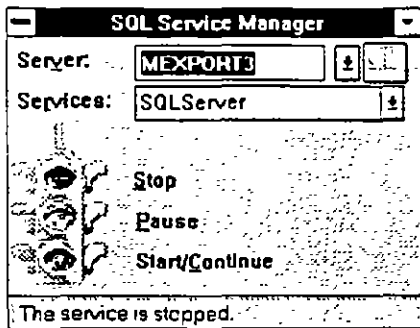 SQL Service Manager
Server: MEXPORT3
Services: SQLServer
Stop
Pause
Start/Continue
The service is stopped.